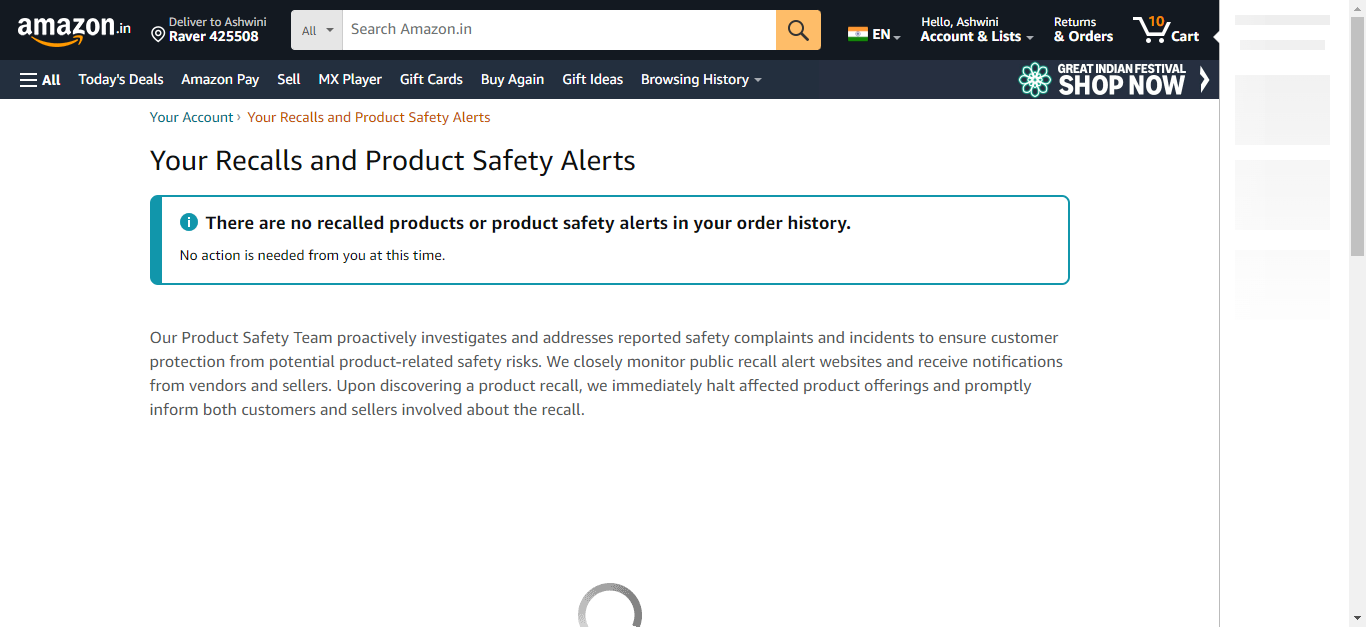 amazon.in
Deliver to Ashwini
Raver 425508
All
Search Amazon.in
EN
Hello, Ashwini
Account & Lists
Returns
& Orders
10
Cart
All
Today's Deals
Amazon Pay
Sell
MX Player
Gift Cards
Buy Again
Gift Ideas
Browsing History
GREAT INDIAN FESTIVAL
SHOP NOW
Your Account › Your Recalls and Product Safety Alerts
Your Recalls and Product Safety Alerts
There are no recalled products or product safety alerts in your order history.
No action is needed from you at this time.
Our Product Safety Team proactively investigates and addresses reported safety complaints and incidents to ensure customer
protection from potential product-related safety risks. We closely monitor public recall alert websites and receive notifications
from vendors and sellers. Upon discovering a product recall, we immediately halt affected product offerings and promptly
inform both customers and sellers involved about the recall.